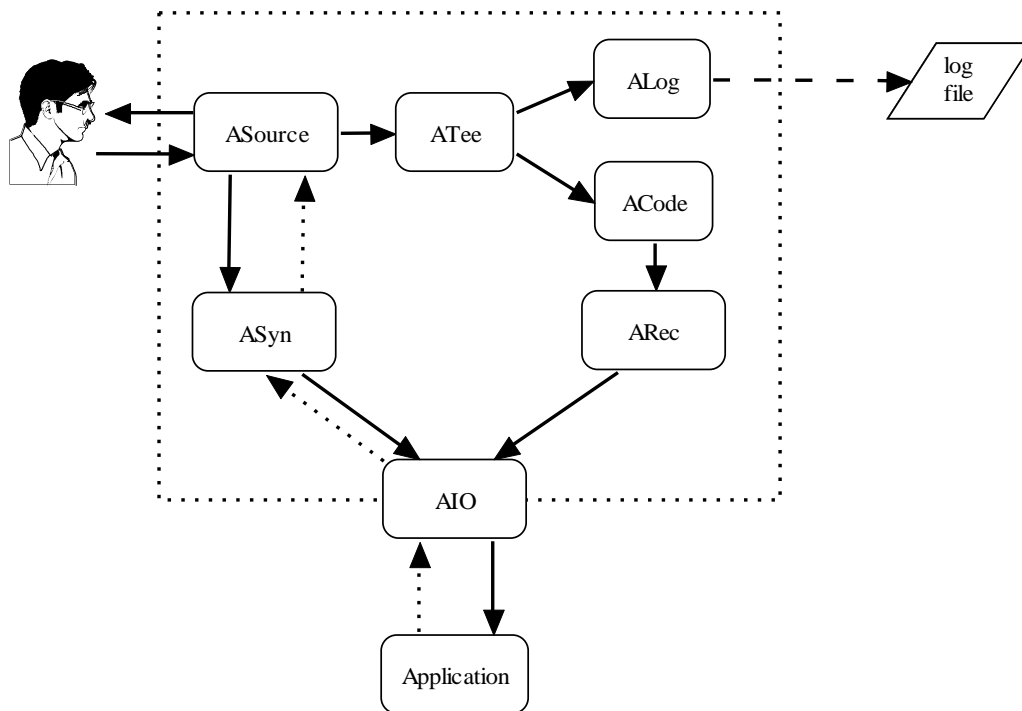 ALog
log
file
ASource
ATee
ACode
ASyn
ARec
AIO
Application